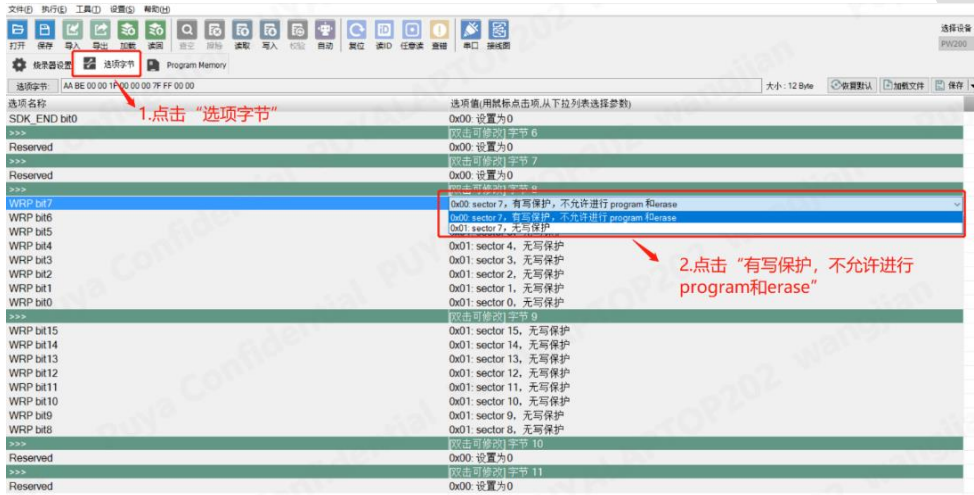 文件(F) 执行(E) 工具(T) 设置(S) 帮助(H)
打开 保存 导入 导出 加载 读回 查空 擦除 读取 写入 校验 自动 复位 读ID 任意读 查错 串口 接线图
选择设备
PW200
烧录器设置 选项字节 Program Memory
选项字节: AA BE 00 00 1F 00 00 00 7F FF 00 00 大小: 12 Byte 恢复默认 加载文件 保存
选项名称 选项值(用鼠标点击项,从下拉列表选择参数)
1.点击“选项字节”
SDK_END bit0 0x00: 设置为0
>>> [双击可修改] 字节 6
Reserved 0x00: 设置为0
>>> [双击可修改] 字节 7
Reserved 0x00: 设置为0
>>> [双击可修改] 字节 8
WRP bit7 0x00: sector 7，有写保护，不允许进行 program 和erase
WRP bit6 0x00: sector 7，有写保护，不允许进行 program 和erase
WRP bit5 0x01: sector 7，无写保护
WRP bit4 0x01: sector 4，无写保护
WRP bit3 0x01: sector 3，无写保护
WRP bit2 0x01: sector 2，无写保护
WRP bit1 0x01: sector 1，无写保护
WRP bit0 0x01: sector 0，无写保护
2.点击“有写保护，不允许进行
program和erase”
>>> [双击可修改] 字节 9
WRP bit15 0x01: sector 15，无写保护
WRP bit14 0x01: sector 14，无写保护
WRP bit13 0x01: sector 13，无写保护
WRP bit12 0x01: sector 12，无写保护
WRP bit11 0x01: sector 11，无写保护
WRP bit10 0x01: sector 10，无写保护
WRP bit9 0x01: sector 9，无写保护
WRP bit8 0x01: sector 8，无写保护
>>> [双击可修改] 字节 10
Reserved 0x00: 设置为0
>>> [双击可修改] 字节 11
Reserved 0x00: 设置为0